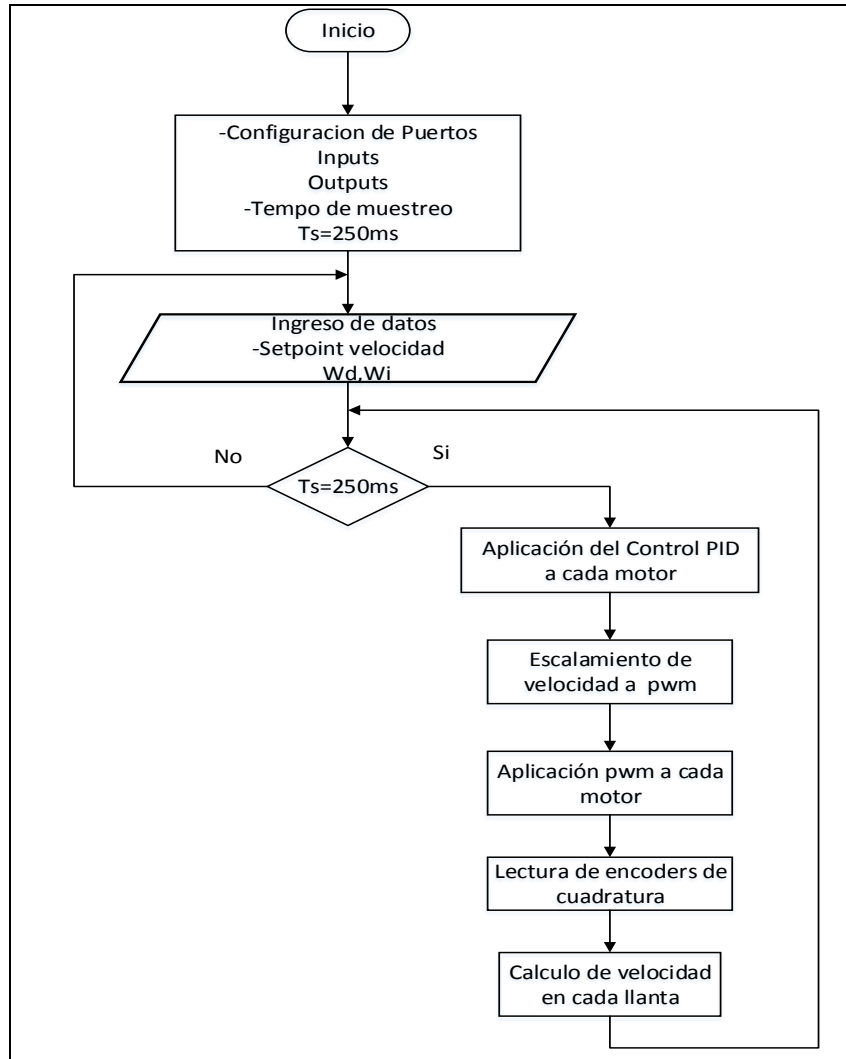 Inicio
-Configuracion de Puertos
Inputs
Outputs
-Tempo de muestreo
Ts=250ms
Ingreso de datos
-Setpoint velocidad
Wd,Wi
No
Si
Ts=250ms
Aplicación del Control PID
a cada motor
Escalamiento de
velocidad a pwm
Aplicación pwm a cada
motor
Lectura de encoders de
cuadratura
Calculo de velocidad
en cada llanta